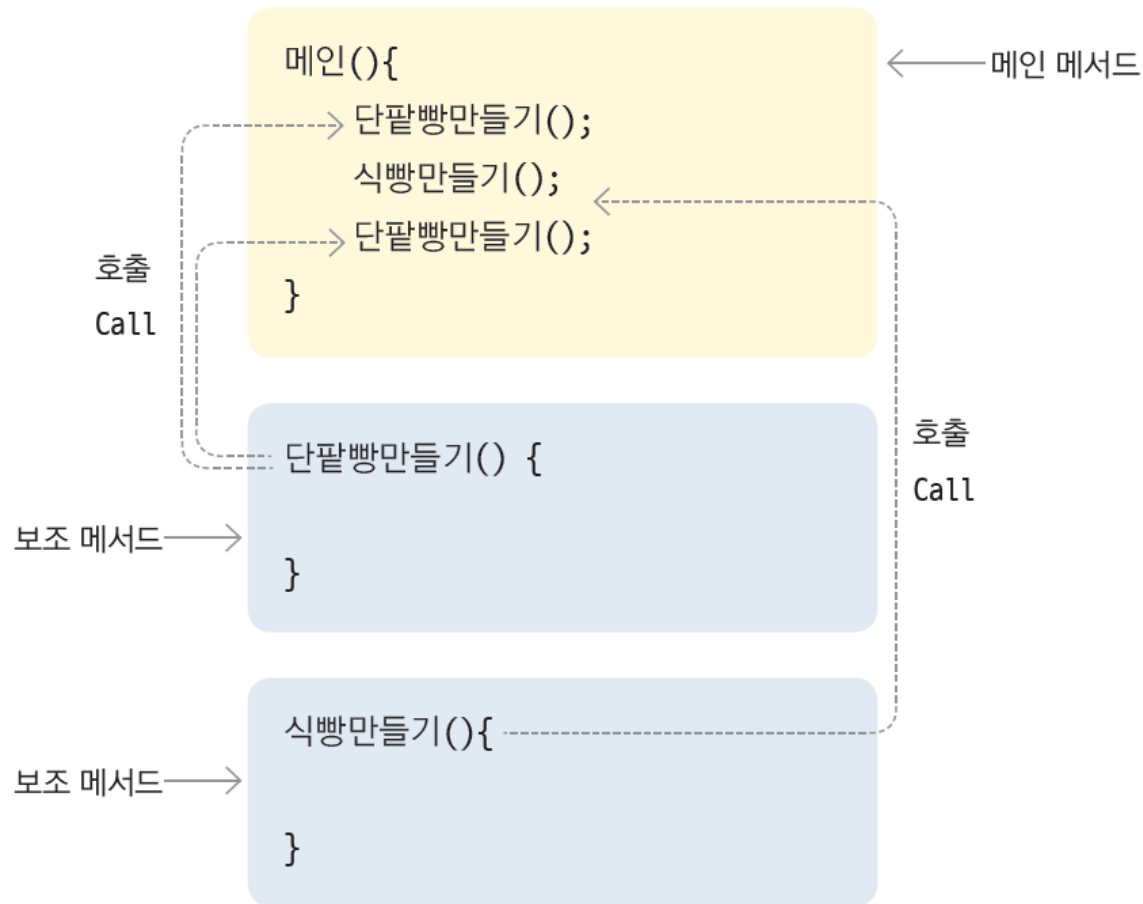 메인(){
메인 메서드
단팥빵만들기();
식빵만들기();
단팥빵만들기();
}
호출
Call
단팥빵만들기() {
}
보조 메서드
호출
Call
식빵만들기(){
}
보조 메서드